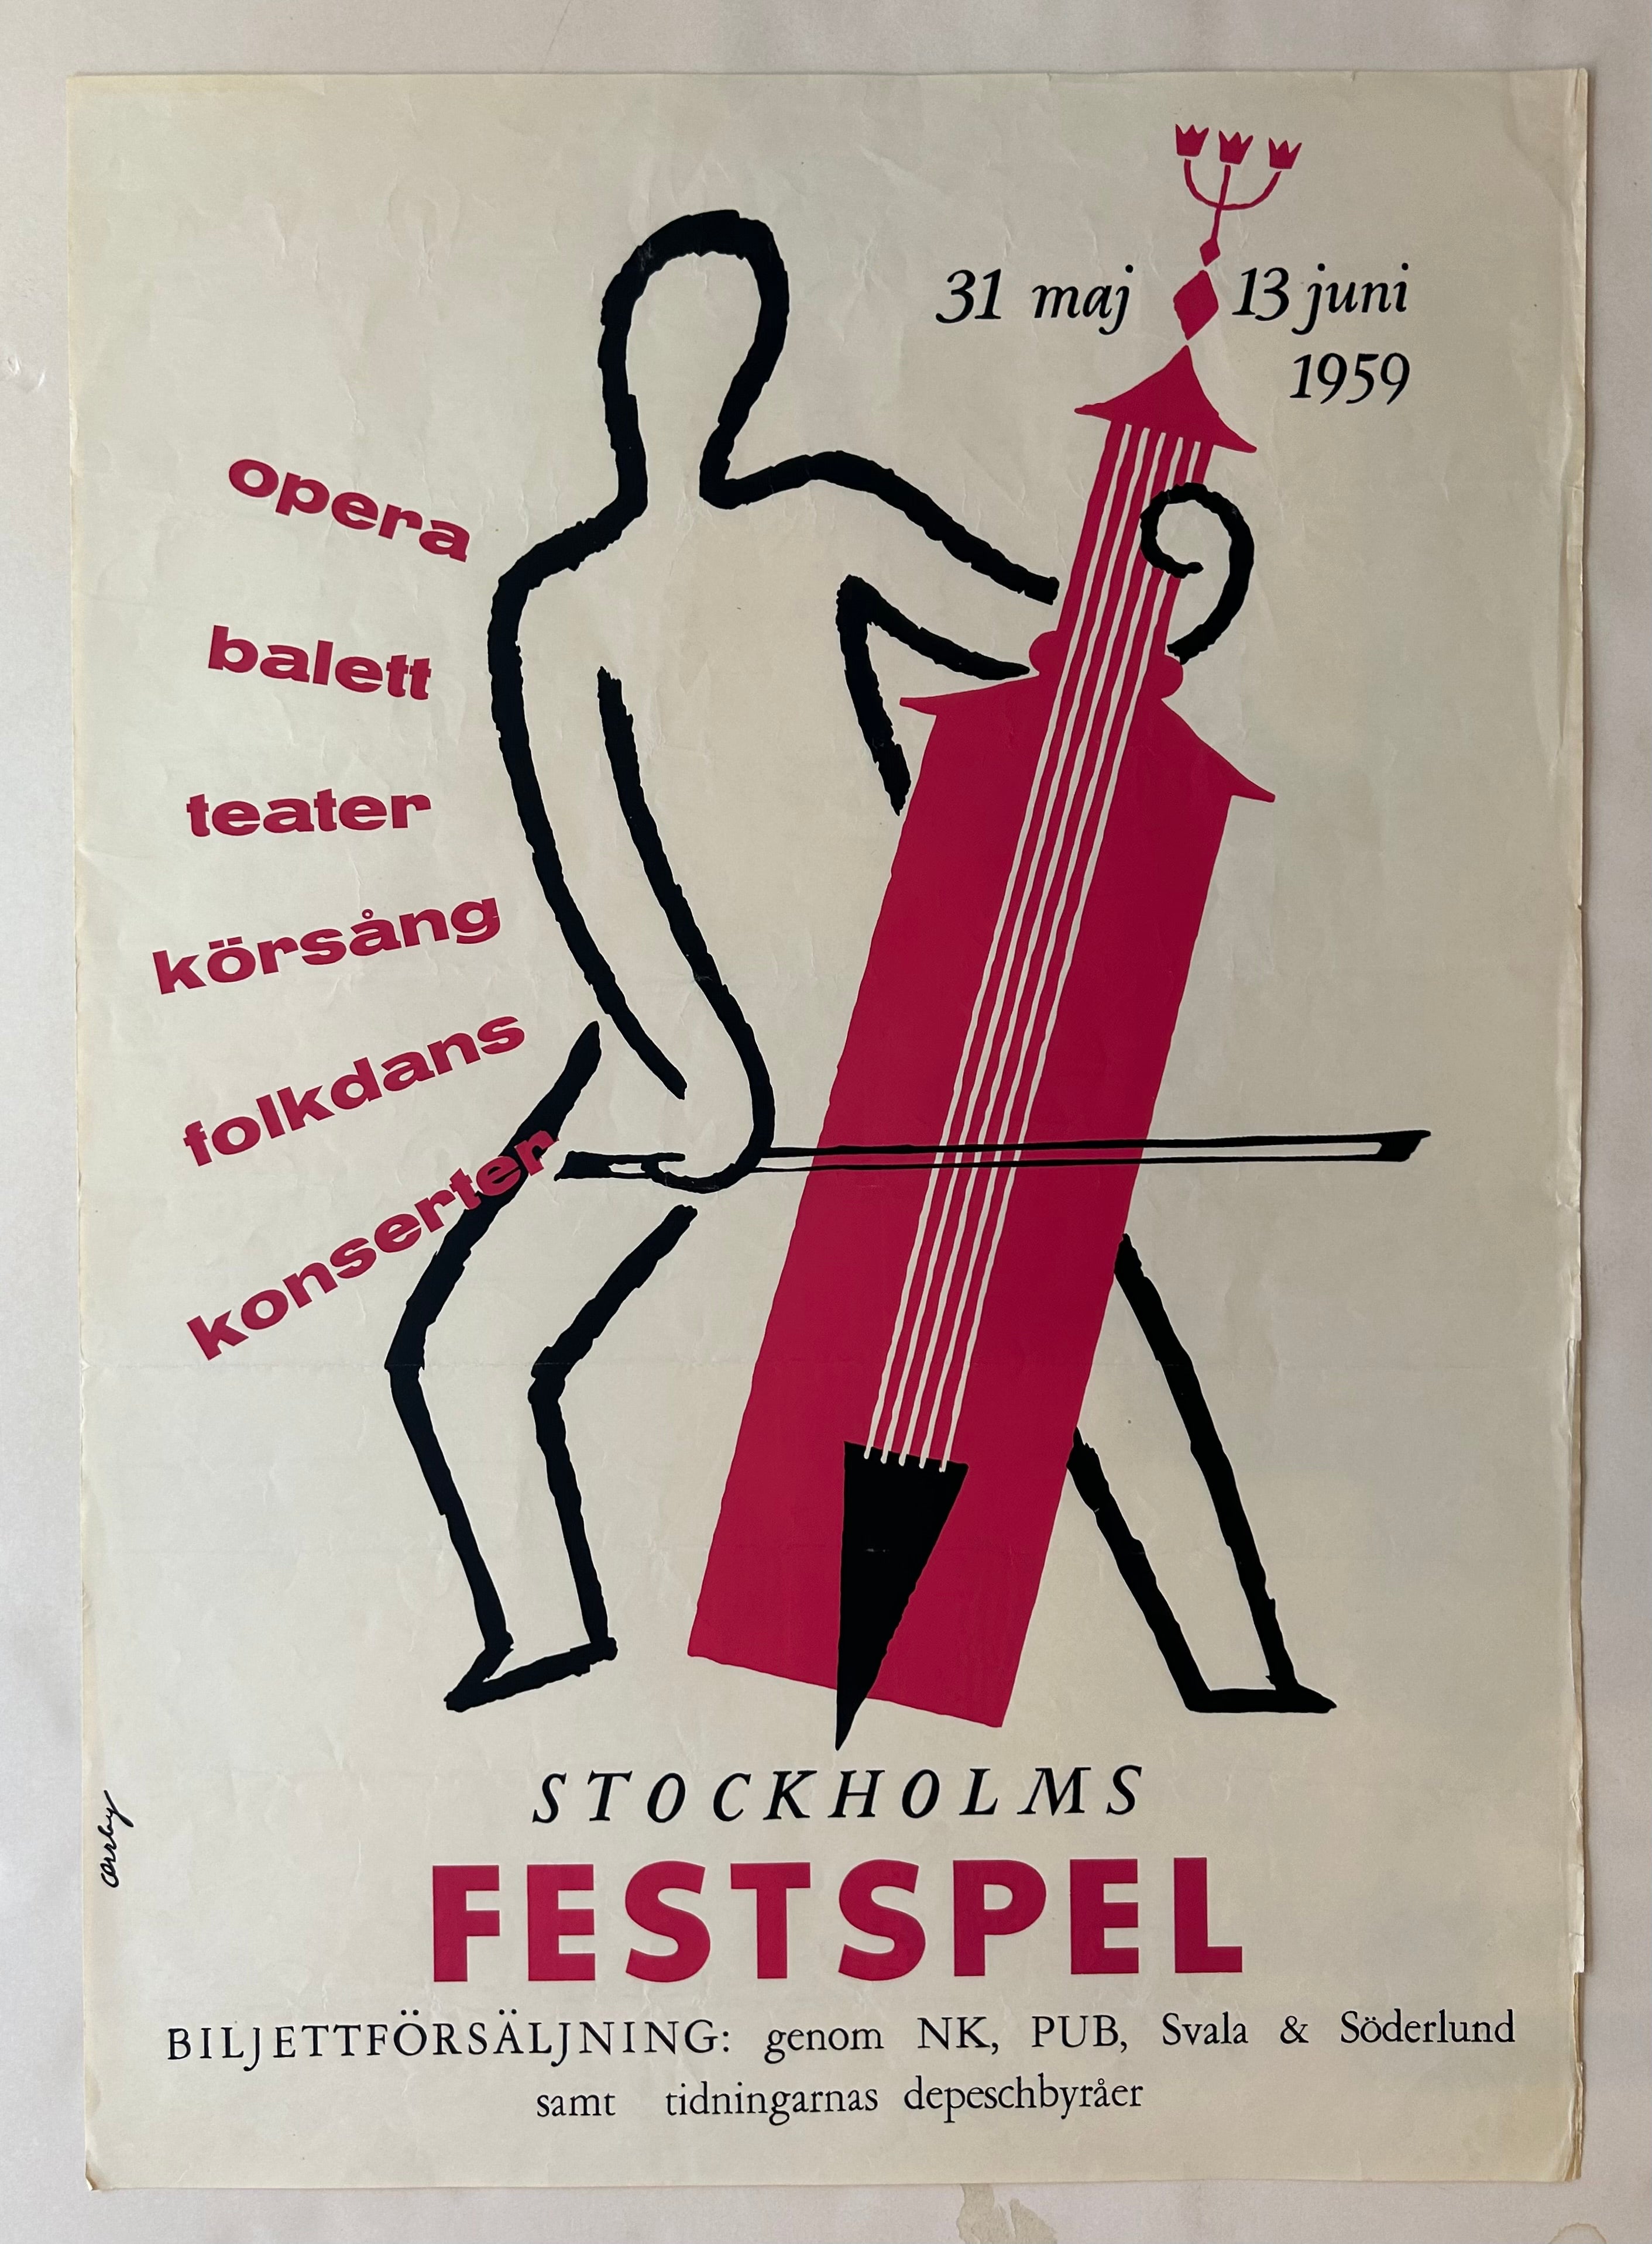 31 maj 13 juni
1959
opera
balett
teater
körsång
folkdans
konserter
STOCKHOLMS
FESTSPEL
BILJETTFÖRSÄLJNING: genom NK, PUB, Svala & Söderlund
samt tidningarnas depeschbyråer